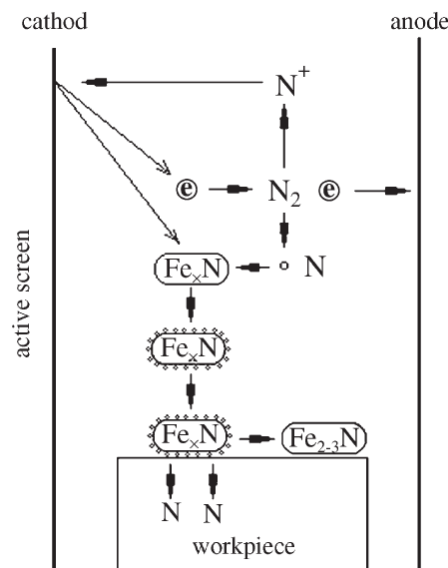 cathod anode
N⁺
e N₂ e
FeₓN N
active screen
FeₓN
FeₓN Fe₂₋₃N
N N
workpiece